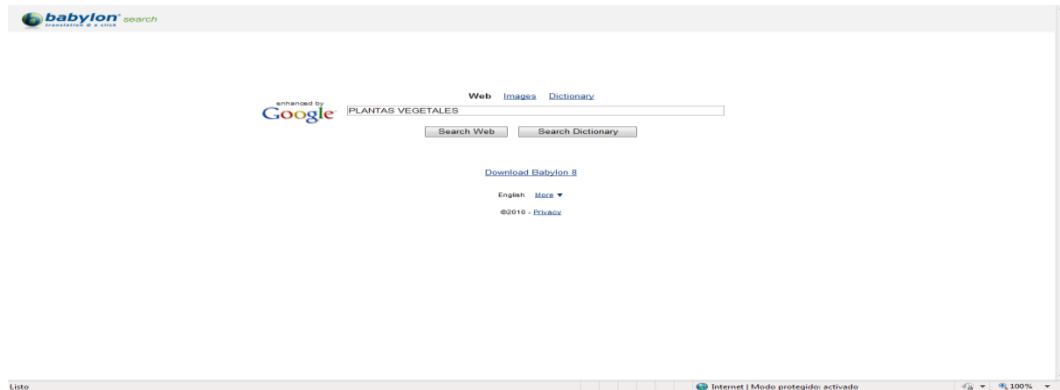 babylon search
translation @ a click
Web Images Dictionary
enhanced by
Google PLANTAS VEGETALES
Search Web Search Dictionary
Download Babylon 8
English More ▼
©2010 - Privacy
Listo Internet | Modo protegido: activado 100%